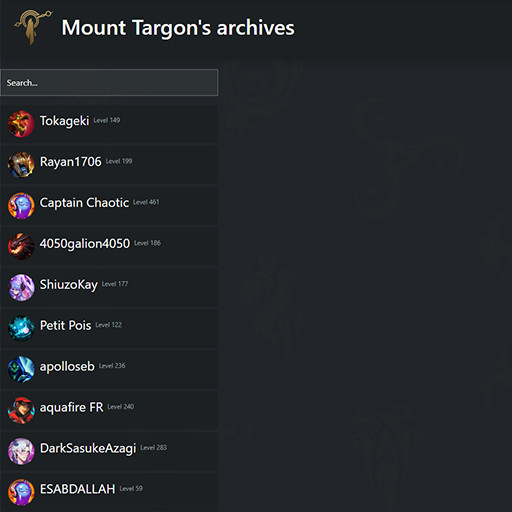 Mount Targon's archives
Search...
Tokageki Level 149
Rayan1706 Level 199
Captain Chaotic Level 461
4050galion4050 Level 186
ShiuzoKay Level 177
Petit Pois Level 122
apolloseb Level 236
aquafire FR Level 240
DarkSasukeAzagi Level 283
ESABDALLAH Level 59